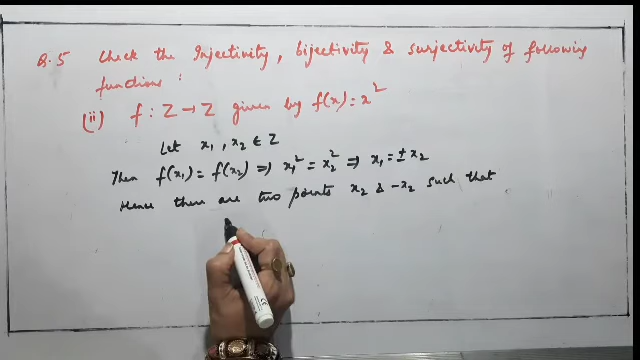 Q.5 Check the Injectivity, bijectivity & surjectivity of following
functions :
(ii) f : Z → Z given by f(x) = x²
Let x₁, x₂ ∈ Z
Then f(x₁) = f(x₂) ⇒ x₁² = x₂² ⇒ x₁ = ± x₂
Hence there are two points x₂ & -x₂ such that